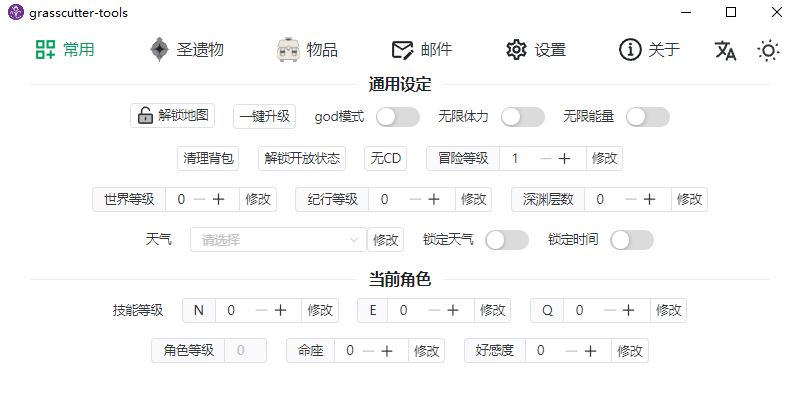 grasscutter-tools
常用 圣遗物 物品 邮件 设置 关于
通用设定
解锁地图 一键升级 god模式 无限体力 无限能量
清理背包 解锁开放状态 无CD 冒险等级 1 修改
世界等级 0 修改 纪行等级 0 修改 深渊层数 0 修改
天气 请选择 修改 锁定天气 锁定时间
当前角色
技能等级 N 0 修改 E 0 修改 Q 0 修改
角色等级 0 命座 0 修改 好感度 0 修改